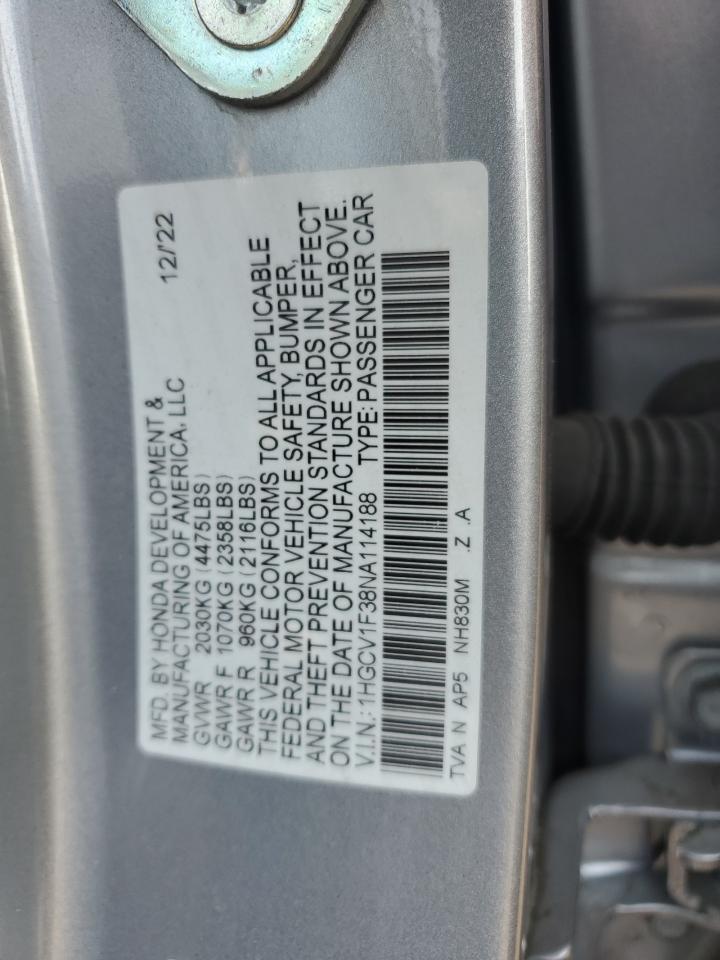 MFD. BY HONDA DEVELOPMENT & 12/'22
MANUFACTURING OF AMERICA, LLC
GVWR 2030KG (4475LBS)
GAWR F 1070KG (2358LBS)
GAWR R 960KG (2116LBS)
THIS VEHICLE CONFORMS TO ALL APPLICABLE
FEDERAL MOTOR VEHICLE SAFETY, BUMPER,
AND THEFT PREVENTION STANDARDS IN EFFECT
ON THE DATE OF MANUFACTURE SHOWN ABOVE.
V.I.N.:1HGCV1F38NA114188 TYPE:PASSENGER CAR
TVA N AP5 NH830M .Z .A